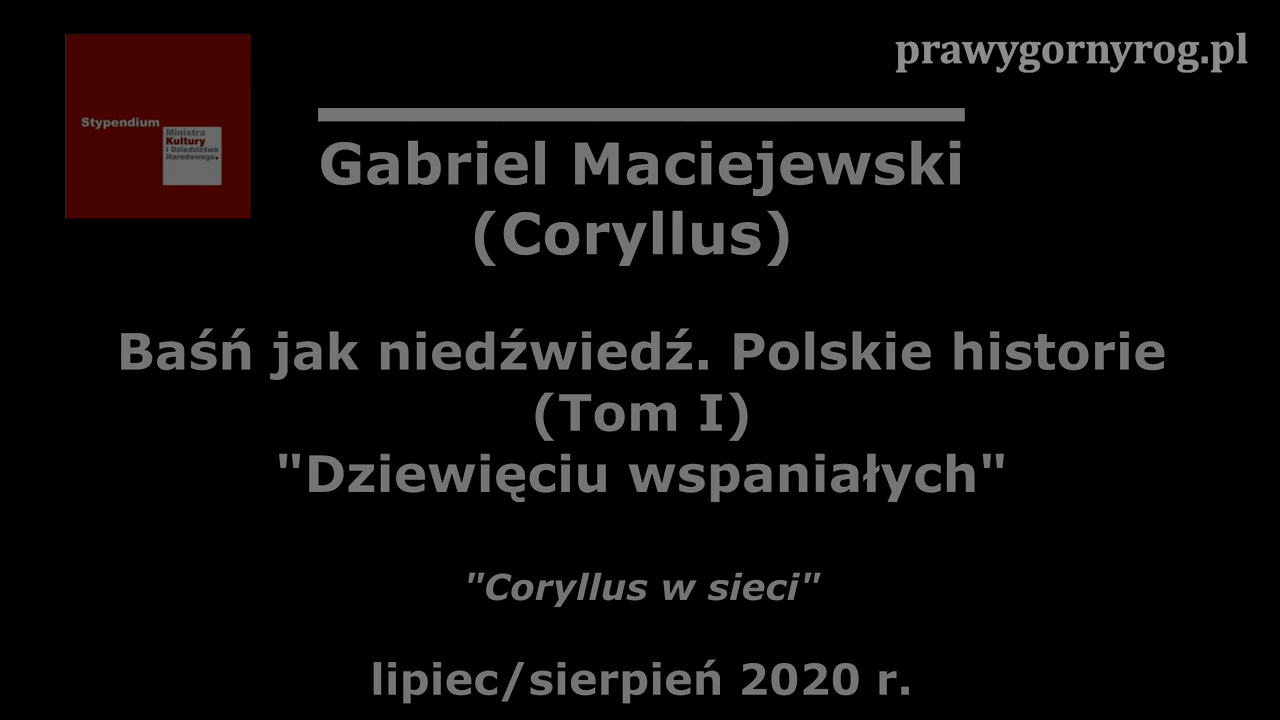 prawygornyrog.pl
Stypendium
Ministra
Kultury
i Dziedzictwa
Narodowego.
Gabriel Maciejewski
(Coryllus)
Baśń jak niedźwiedź. Polskie historie
(Tom I)
"Dziewięciu wspaniałych"
"Coryllus w sieci"
lipiec/sierpień 2020 r.